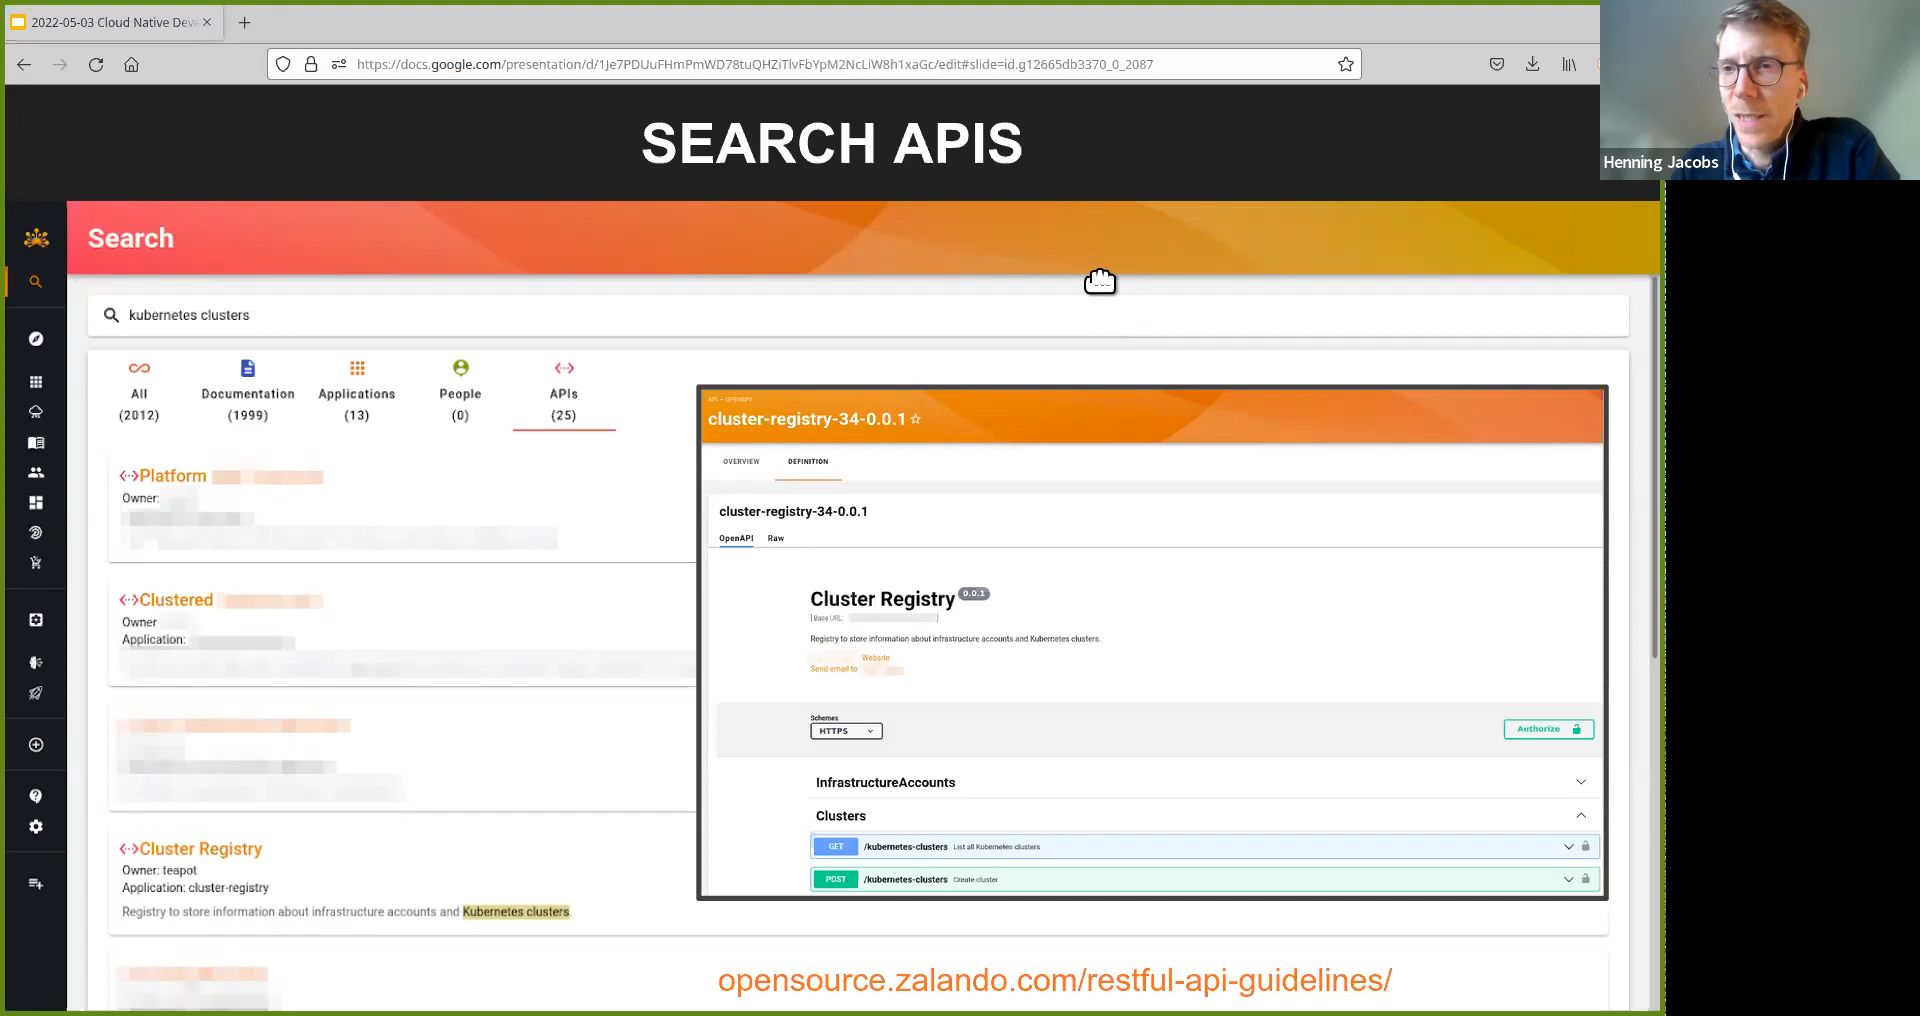 2022-05-03 Cloud Native Deve
https://docs.google.com/presentation/d/1Je7PDUuFHmPmWD78tuQHZiTlvFbYpM2NcLiW8h1xaGc/edit#slide=id.g12665db3370_0_2087
Henning Jacobs
SEARCH APIS
Search
kubernetes clusters
All
(2012)
Documentation
(1999)
Applications
(13)
People
(0)
APIs
(25)
Platform
Owner:
Clustered
Owner
Application:
Cluster Registry
Owner: teapot
Application: cluster-registry
Registry to store information about infrastructure accounts and Kubernetes clusters.
API — OPENAPI
cluster-registry-34-0.0.1
OVERVIEW
DEFINITION
cluster-registry-34-0.0.1
OpenAPI Raw
Cluster Registry 0.0.1
[ Base URL: ]
Registry to store information about infrastructure accounts and Kubernetes clusters.
Website
Send email to
Schemes
HTTPS
Authorize
InfrastructureAccounts
Clusters
GET /kubernetes-clusters List all Kubernetes clusters
POST /kubernetes-clusters Create cluster
opensource.zalando.com/restful-api-guidelines/